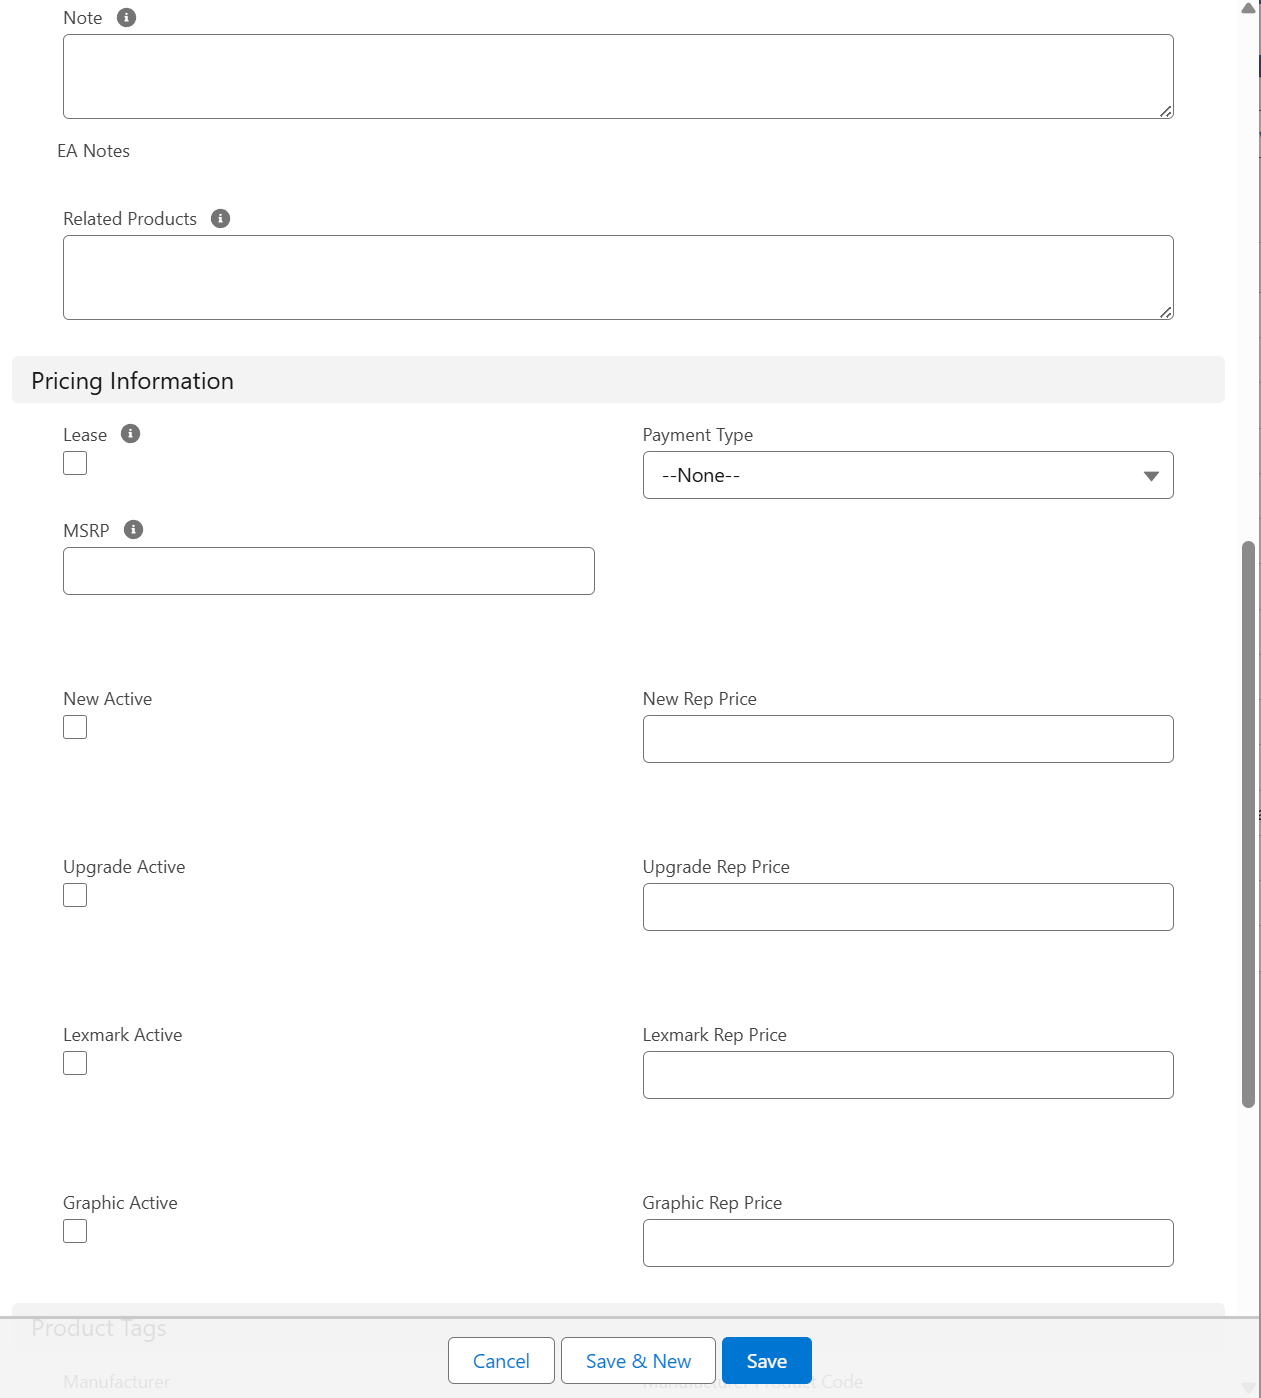 Note
EA Notes
Related Products
Pricing Information
Lease
Payment Type
--None--
MSRP
New Active
New Rep Price
Upgrade Active
Upgrade Rep Price
Lexmark Active
Lexmark Rep Price
Graphic Active
Graphic Rep Price
Product Tags
Cancel
Save & New
Save
Manufacturer
Manufacturer Product Code